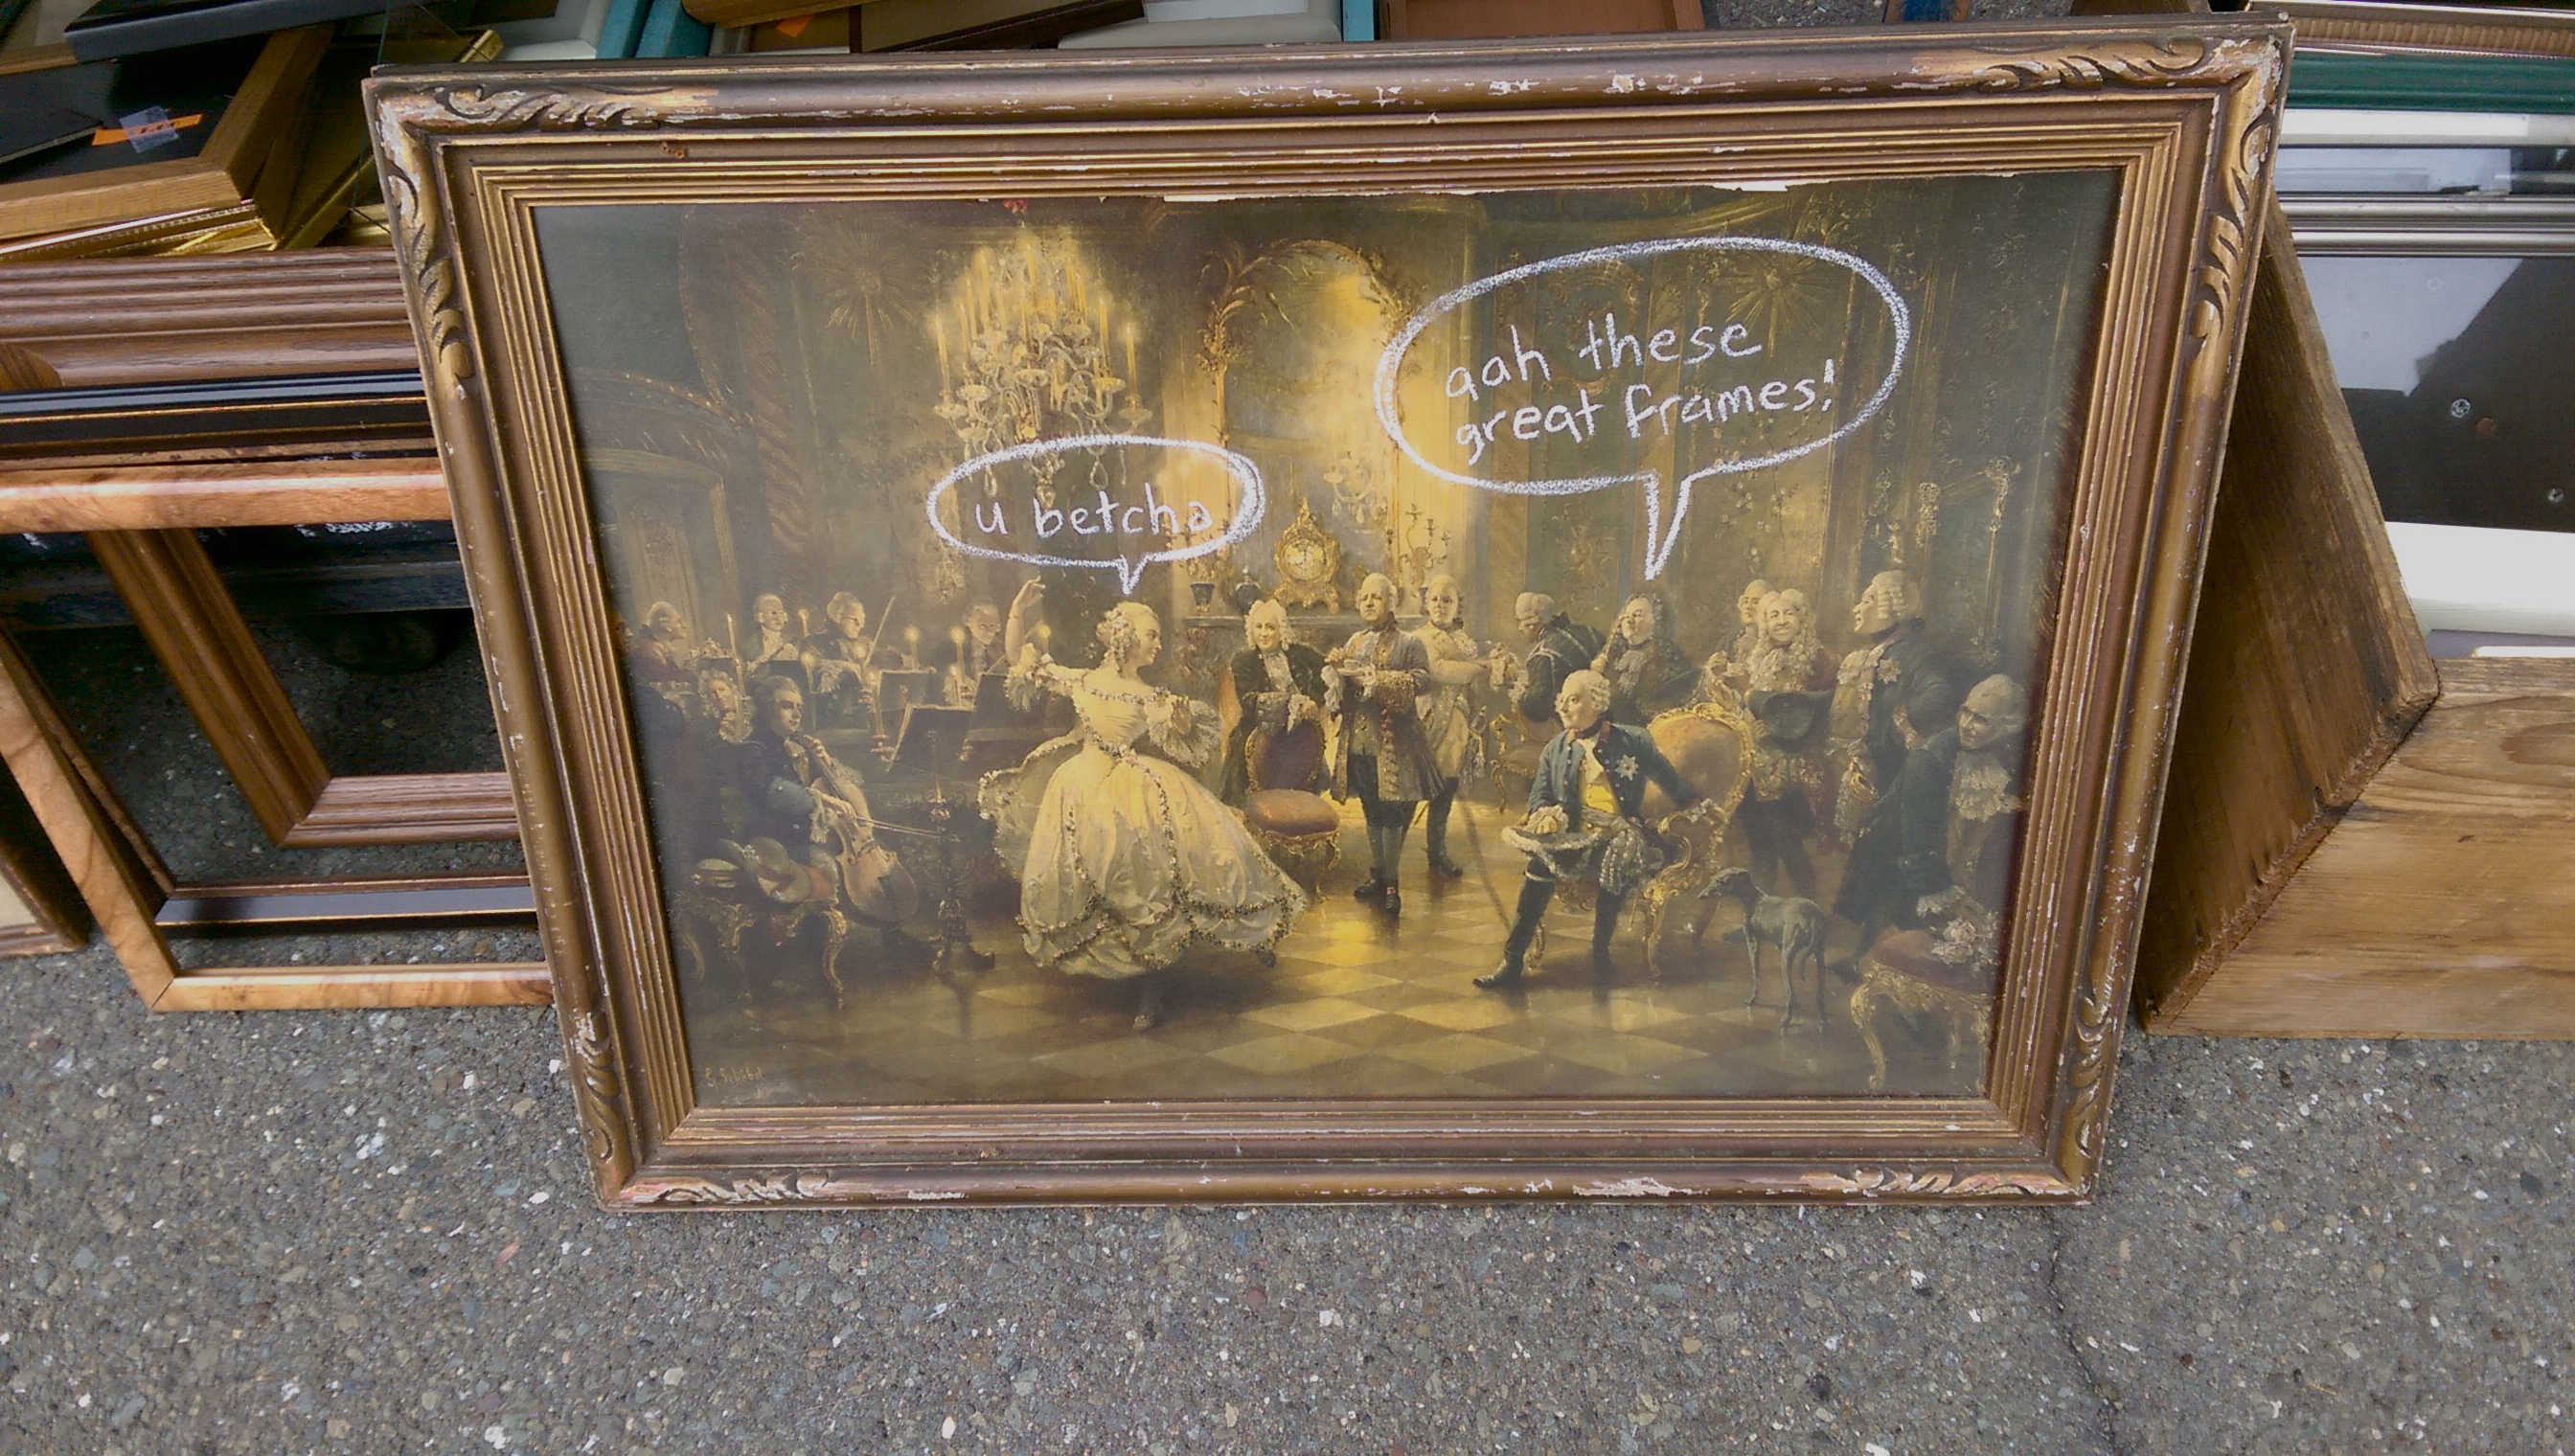 aah these
great frames!
u betcha